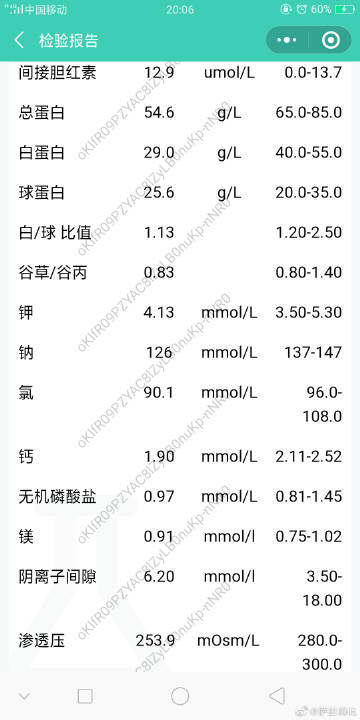 中国移动 20:06 60%
检验报告
间接胆红素 12.9 umol/L 0.0-13.7
总蛋白 54.6 g/L 65.0-85.0
白蛋白 29.0 g/L 40.0-55.0
球蛋白 25.6 g/L 20.0-35.0
白/球 比值 1.13 1.20-2.50
谷草/谷丙 0.83 0.80-1.40
钾 4.13 mmol/L 3.50-5.30
钠 126 mmol/L 137-147
氯 90.1 mmol/L 96.0-
108.0
钙 1.90 mmol/L 2.11-2.52
无机磷酸盐 0.97 mmol/L 0.81-1.45
镁 0.91 mmol/l 0.75-1.02
阴离子间隙 6.20 mmol/l 3.50-
18.00
渗透压 253.9 mOsm/L 280.0-
300.0